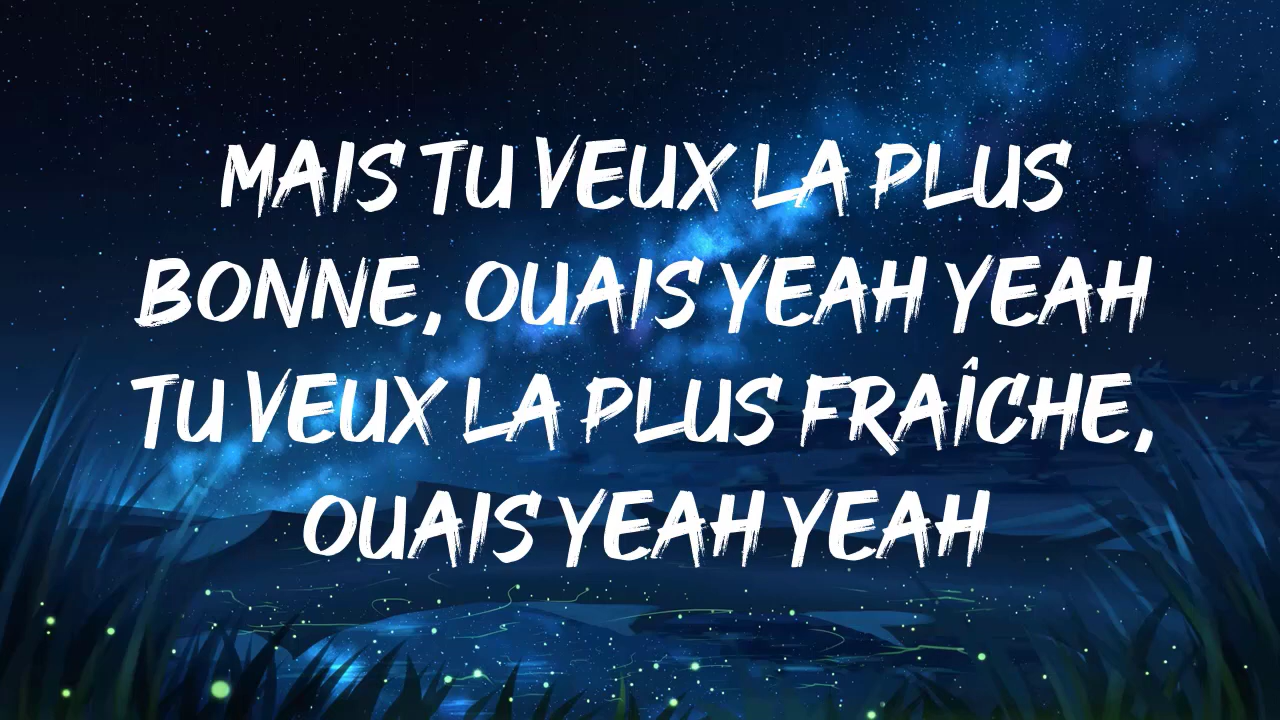 MAIS TU VEUX LA PLUS
BONNE, OUAIS YEAH YEAH
TU VEUX LA PLUS FRAÎCHE,
OUAIS YEAH YEAH